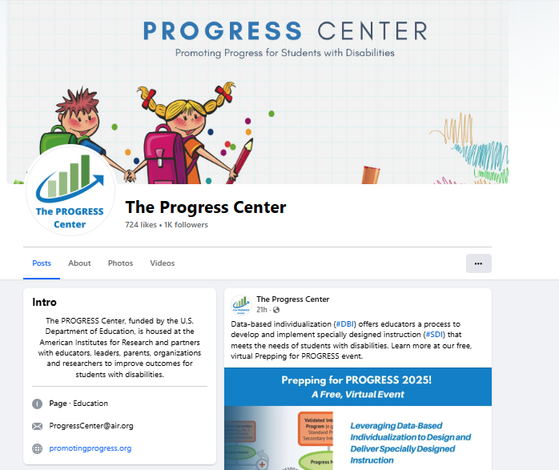 PROGRESS CENTER
Promoting Progress for Students with Disabilities
The PROGRESS
Center
The Progress Center
724 likes • 1K followers
Posts
About
Photos
Videos
Intro
The PROGRESS Center, funded by the U.S.
Department of Education, is housed at the
American Institutes for Research and partners
with educators, leaders, parents, organizations
and researchers to improve outcomes for
students with disabilities.
Page · Education
ProgressCenter@air.org
promotingprogress.org
The Progress Center
21h ·
Data-based individualization (#DBI) offers educators a process to
develop and implement specially designed instruction (#SDI) that
meets the needs of students with disabilities. Learn more at our free,
virtual Prepping for PROGRESS event.
Prepping for PROGRESS 2025!
A Free, Virtual Event
Validated Int
Program (e.g
Standard P
Secondary In
Progress M
Leveraging Data-Based
Individualization to Design and
Deliver Specially Designed
Instruction